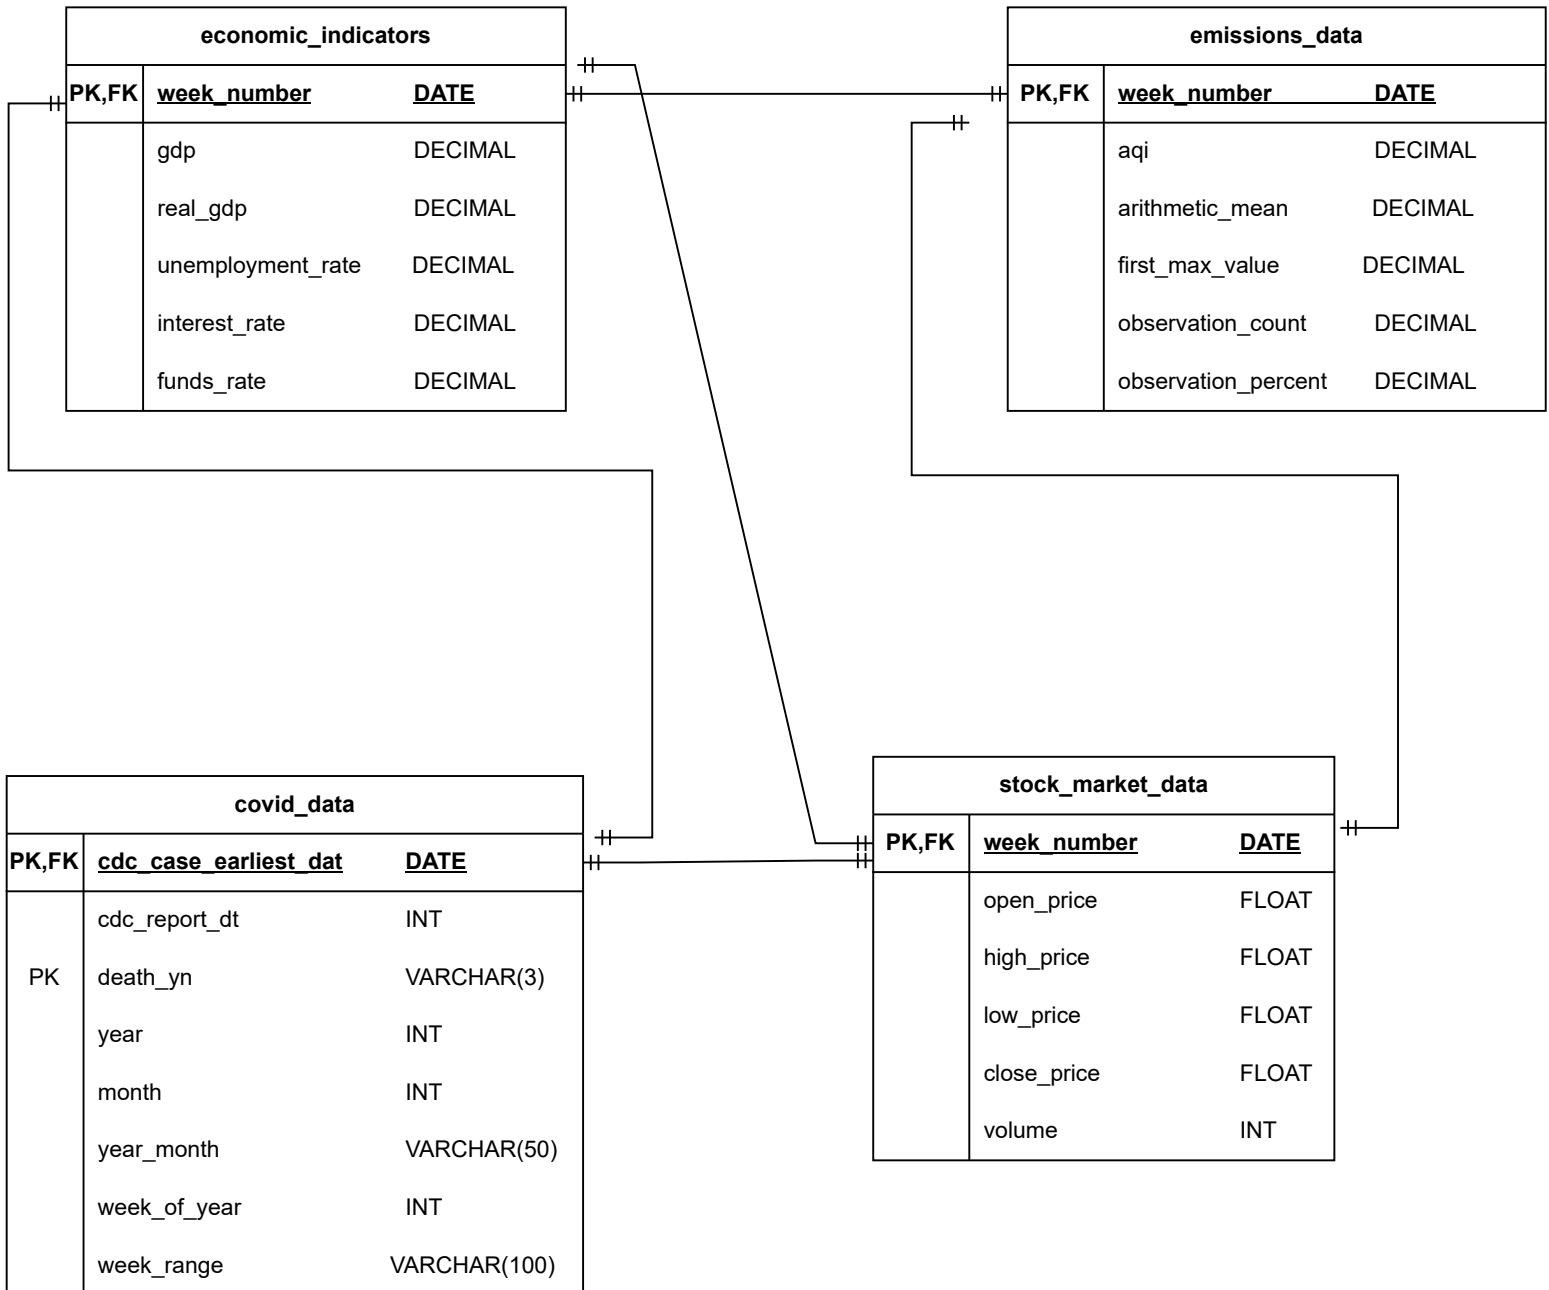 economic_indicators
PK,FK week_number DATE
gdp DECIMAL
real_gdp DECIMAL
unemployment_rate DECIMAL
interest_rate DECIMAL
funds_rate DECIMAL
emissions_data
PK,FK week_number DATE
aqi DECIMAL
arithmetic_mean DECIMAL
first_max_value DECIMAL
observation_count DECIMAL
observation_percent DECIMAL
covid_data
PK,FK cdc_case_earliest_dat DATE
cdc_report_dt INT
PK death_yn VARCHAR(3)
year INT
month INT
year_month VARCHAR(50)
week_of_year INT
week_range VARCHAR(100)
stock_market_data
PK,FK week_number DATE
open_price FLOAT
high_price FLOAT
low_price FLOAT
close_price FLOAT
volume INT